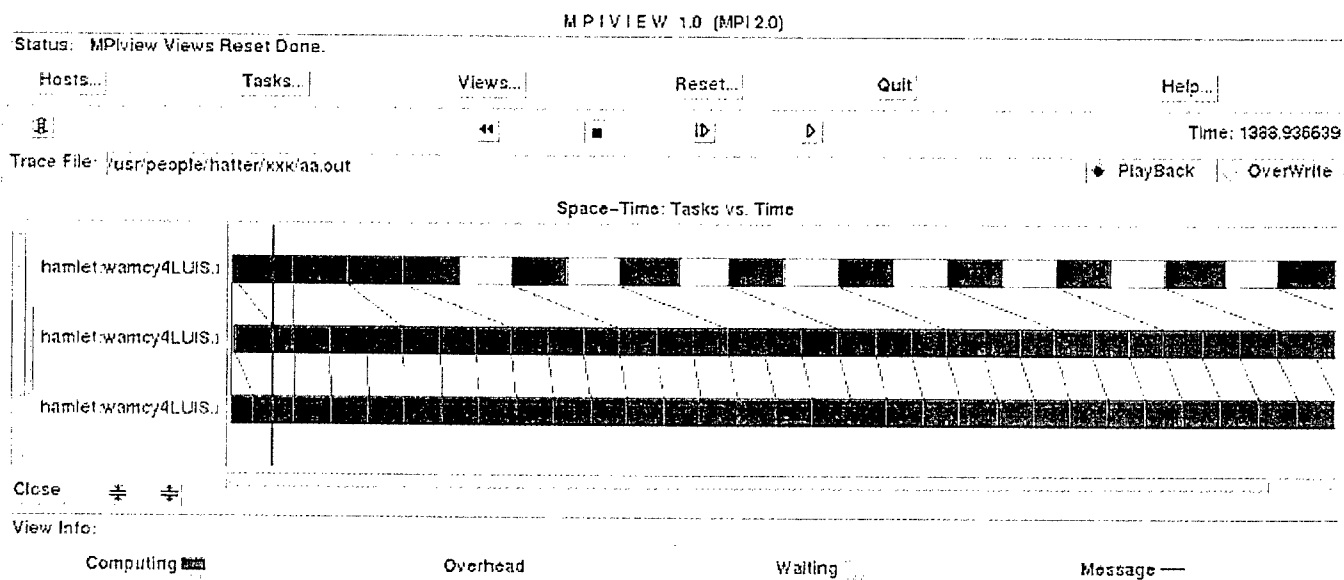 MPIVIEW 1.0 (MPI 2.0)
Status: MPIview Views Reset Done.
Hosts... Tasks... Views... Reset... Quit Help...
Time: 1388.936639
Trace File: /usr/people/hatter/xxx/aa.out PlayBack OverWrite
Space-Time: Tasks vs. Time
hamlet:wamcy4LUIS.
hamlet:wamcy4LUIS.
hamlet:wamcy4LUIS.
Close
View Info:
Computing Overhead Waiting Message